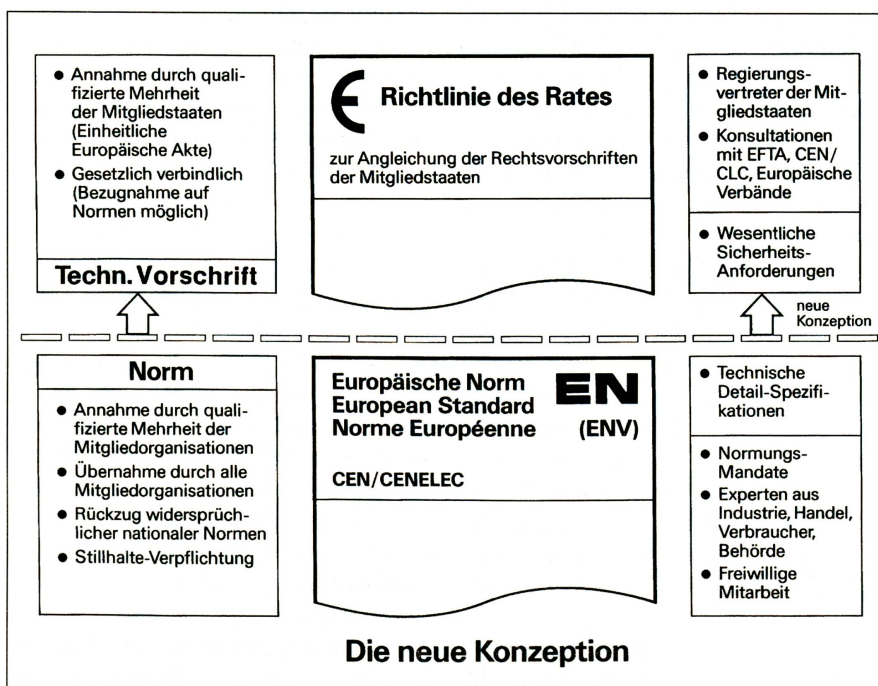 ● Annahme durch quali-
fizierte Mehrheit
der Mitgliedstaaten
(Einheitliche
Europäische Akte)
● Gesetzlich verbindlich
(Bezugnahme auf
Normen möglich)
Techn. Vorschrift
Є Richtlinie des Rates
zur Angleichung der Rechtsvorschriften
der Mitgliedstaaten
● Regierungs-
vertreter der Mit-
gliedstaaten
● Konsultationen
mit EFTA, CEN/
CLC, Europäische
Verbände
● Wesentliche
Sicherheits-
Anforderungen
neue
Konzeption
Norm
● Annahme durch quali-
fizierte Mehrheit der
Mitgliedorganisationen
● Übernahme durch alle
Mitgliedorganisationen
● Rückzug widersprüch-
licher nationaler Normen
● Stillhalte-Verpflichtung
Europäische Norm EN
European Standard
Norme Européenne (ENV)
CEN/CENELEC
● Technische
Detail-Spezifi-
kationen
● Normungs-
Mandate
● Experten aus
Industrie, Handel,
Verbraucher,
Behörde
● Freiwillige
Mitarbeit
Die neue Konzeption